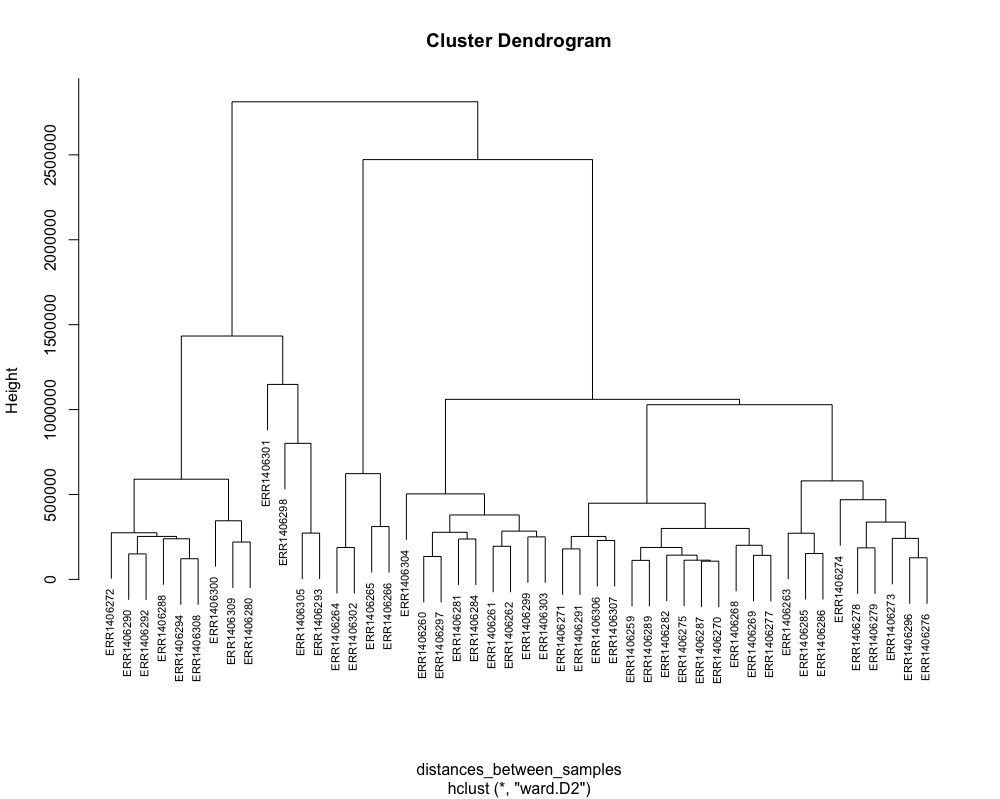 Cluster Dendrogram
Height
0
500000
1000000
1500000
2000000
2500000
ERR1406272
ERR1406290
ERR1406292
ERR1406288
ERR1406294
ERR1406308
ERR1406300
ERR1406309
ERR1406280
ERR1406301
ERR1406298
ERR1406305
ERR1406293
ERR1406264
ERR1406302
ERR1406265
ERR1406266
ERR1406304
ERR1406260
ERR1406297
ERR1406281
ERR1406284
ERR1406261
ERR1406262
ERR1406299
ERR1406303
ERR1406271
ERR1406291
ERR1406306
ERR1406307
ERR1406259
ERR1406289
ERR1406282
ERR1406275
ERR1406287
ERR1406270
ERR1406268
ERR1406269
ERR1406277
ERR1406263
ERR1406285
ERR1406286
ERR1406274
ERR1406278
ERR1406279
ERR1406273
ERR1406296
ERR1406276
distances_between_samples
hclust (*, "ward.D2")